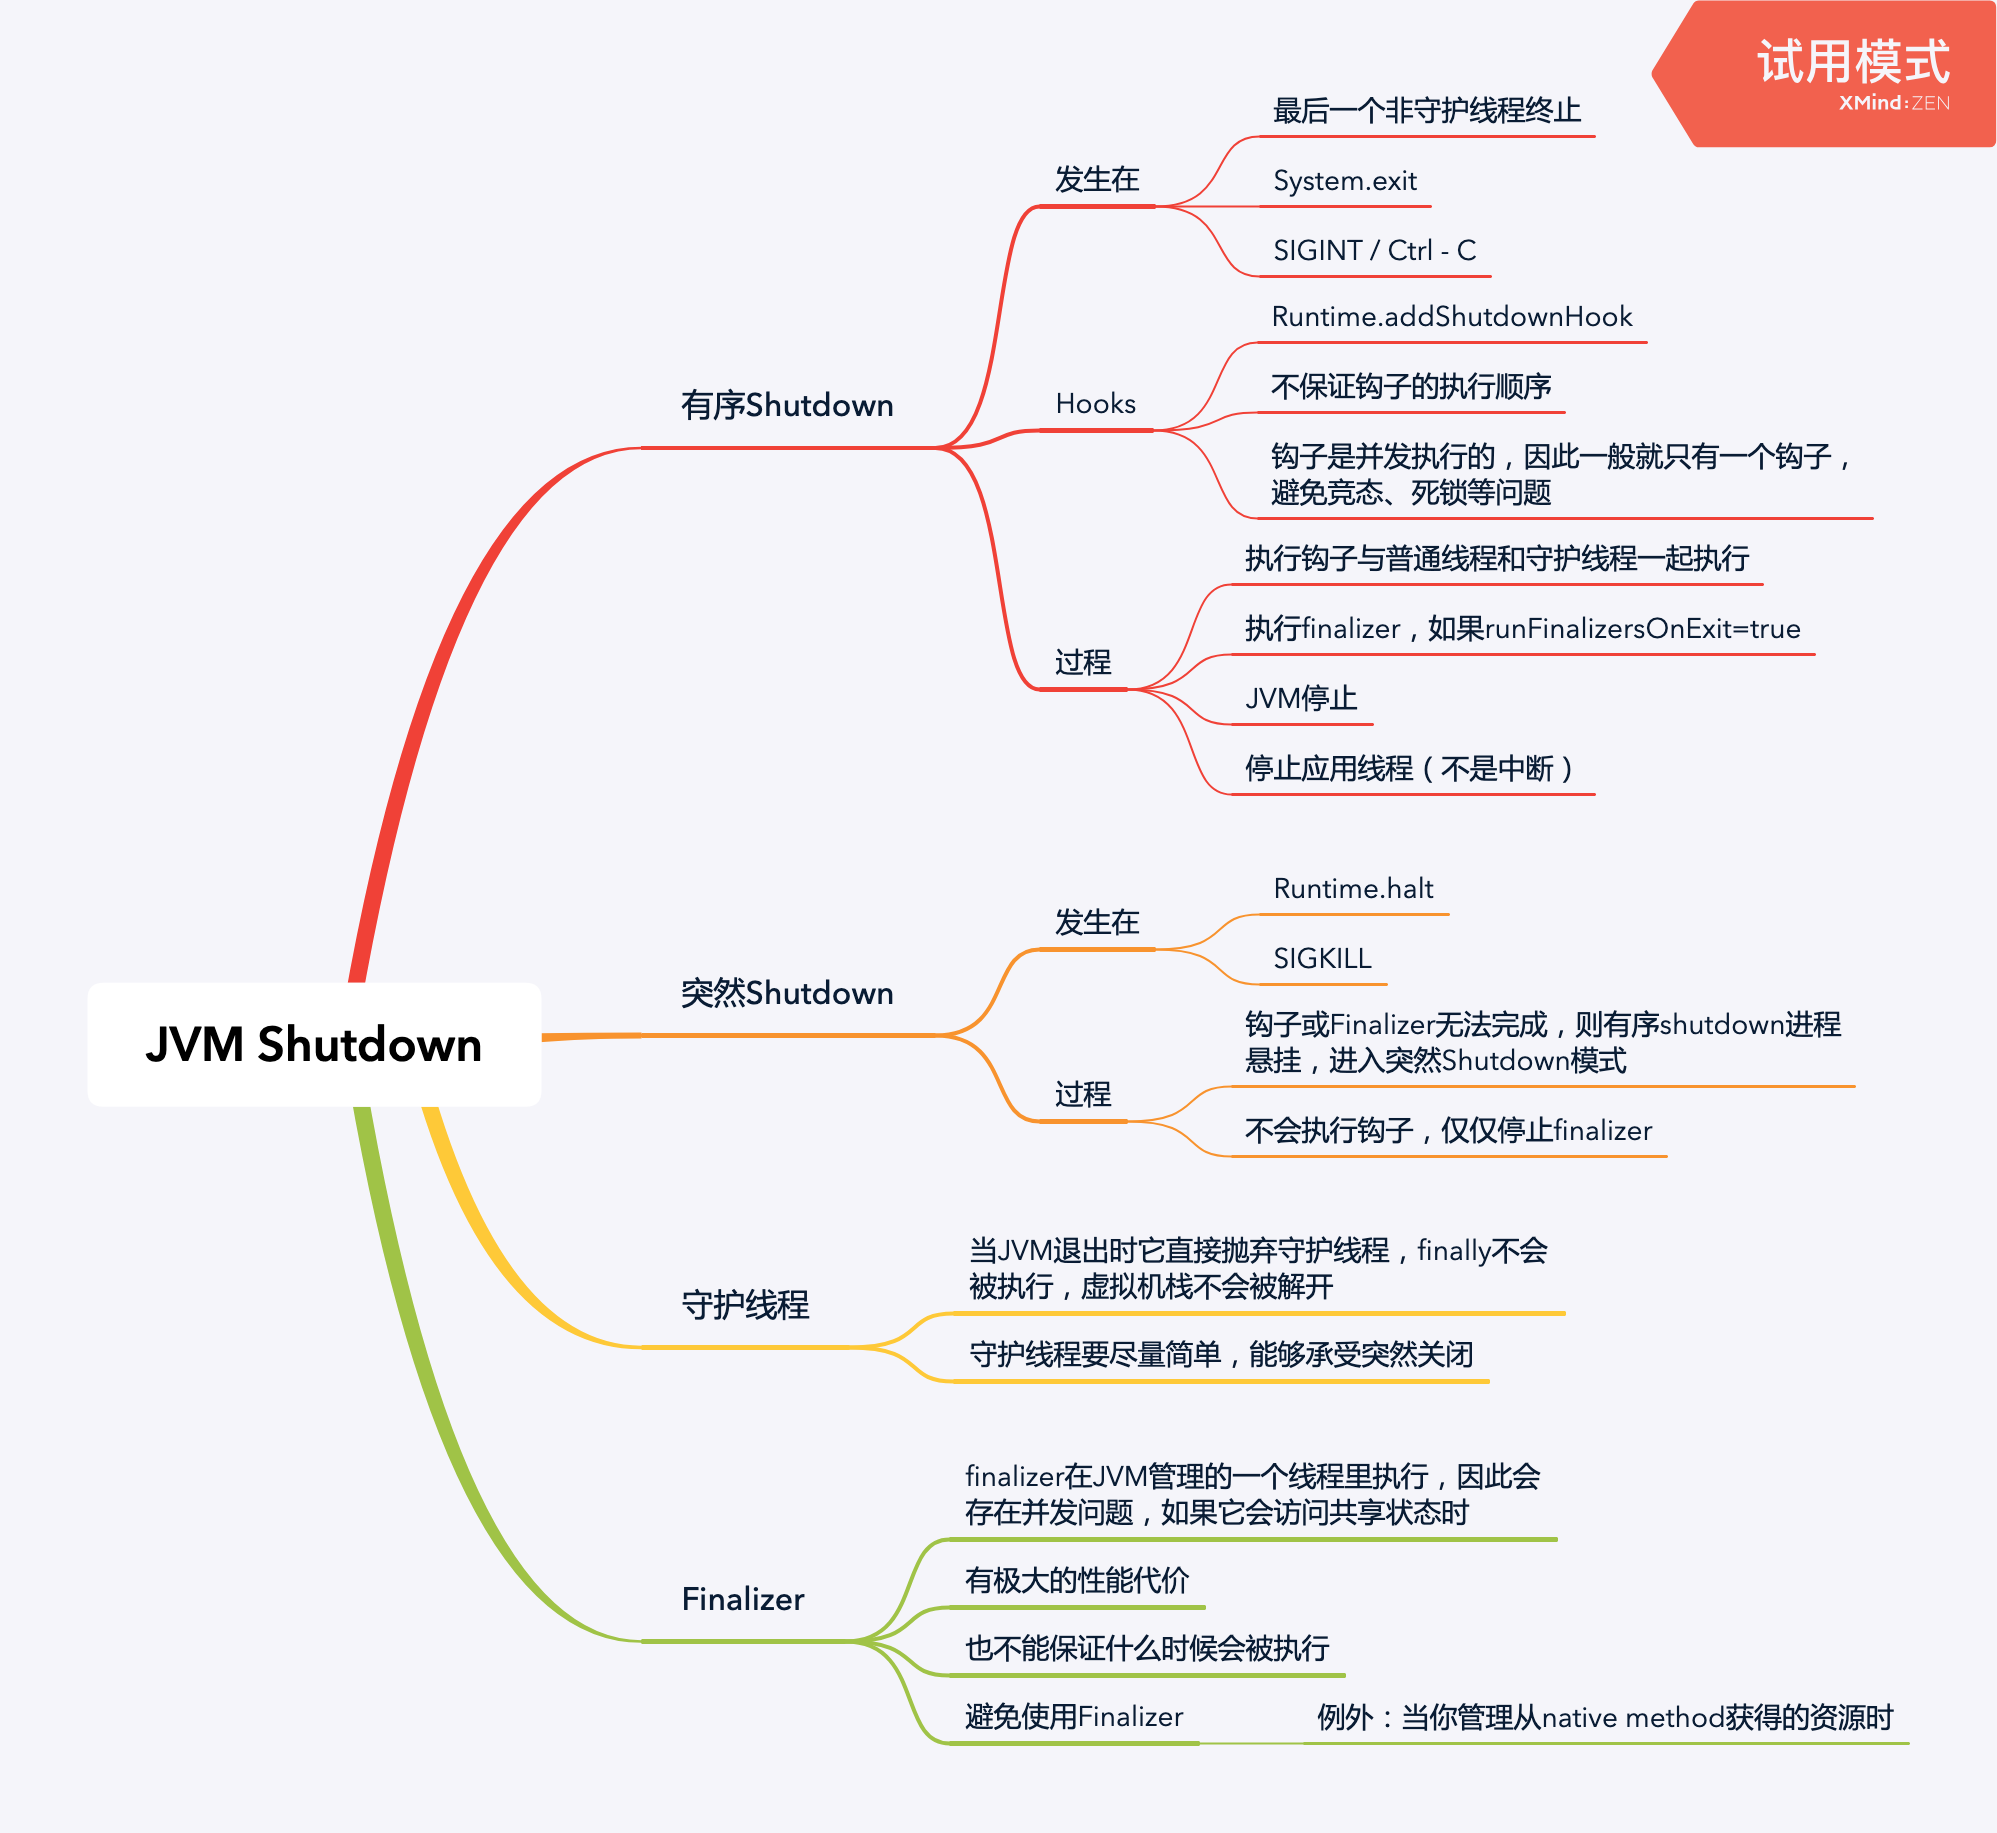 试用模式
XMind:ZEN
JVM Shutdown
有序Shutdown
发生在
最后一个非守护线程终止
System.exit
SIGINT / Ctrl - C
Hooks
Runtime.addShutdownHook
不保证钩子的执行顺序
钩子是并发执行的，因此一般就只有一个钩子，
避免竞态、死锁等问题
过程
执行钩子与普通线程和守护线程一起执行
执行finalizer，如果runFinalizersOnExit=true
JVM停止
停止应用线程（不是中断）
突然Shutdown
发生在
Runtime.halt
SIGKILL
过程
钩子或Finalizer无法完成，则有序shutdown进程
悬挂，进入突然Shutdown模式
不会执行钩子，仅仅停止finalizer
守护线程
当JVM退出时它直接抛弃守护线程，finally不会
被执行，虚拟机栈不会被解开
守护线程要尽量简单，能够承受突然关闭
Finalizer
finalizer在JVM管理的一个线程里执行，因此会
存在并发问题，如果它会访问共享状态时
有极大的性能代价
也不能保证什么时候会被执行
避免使用Finalizer
例外：当你管理从native method获得的资源时